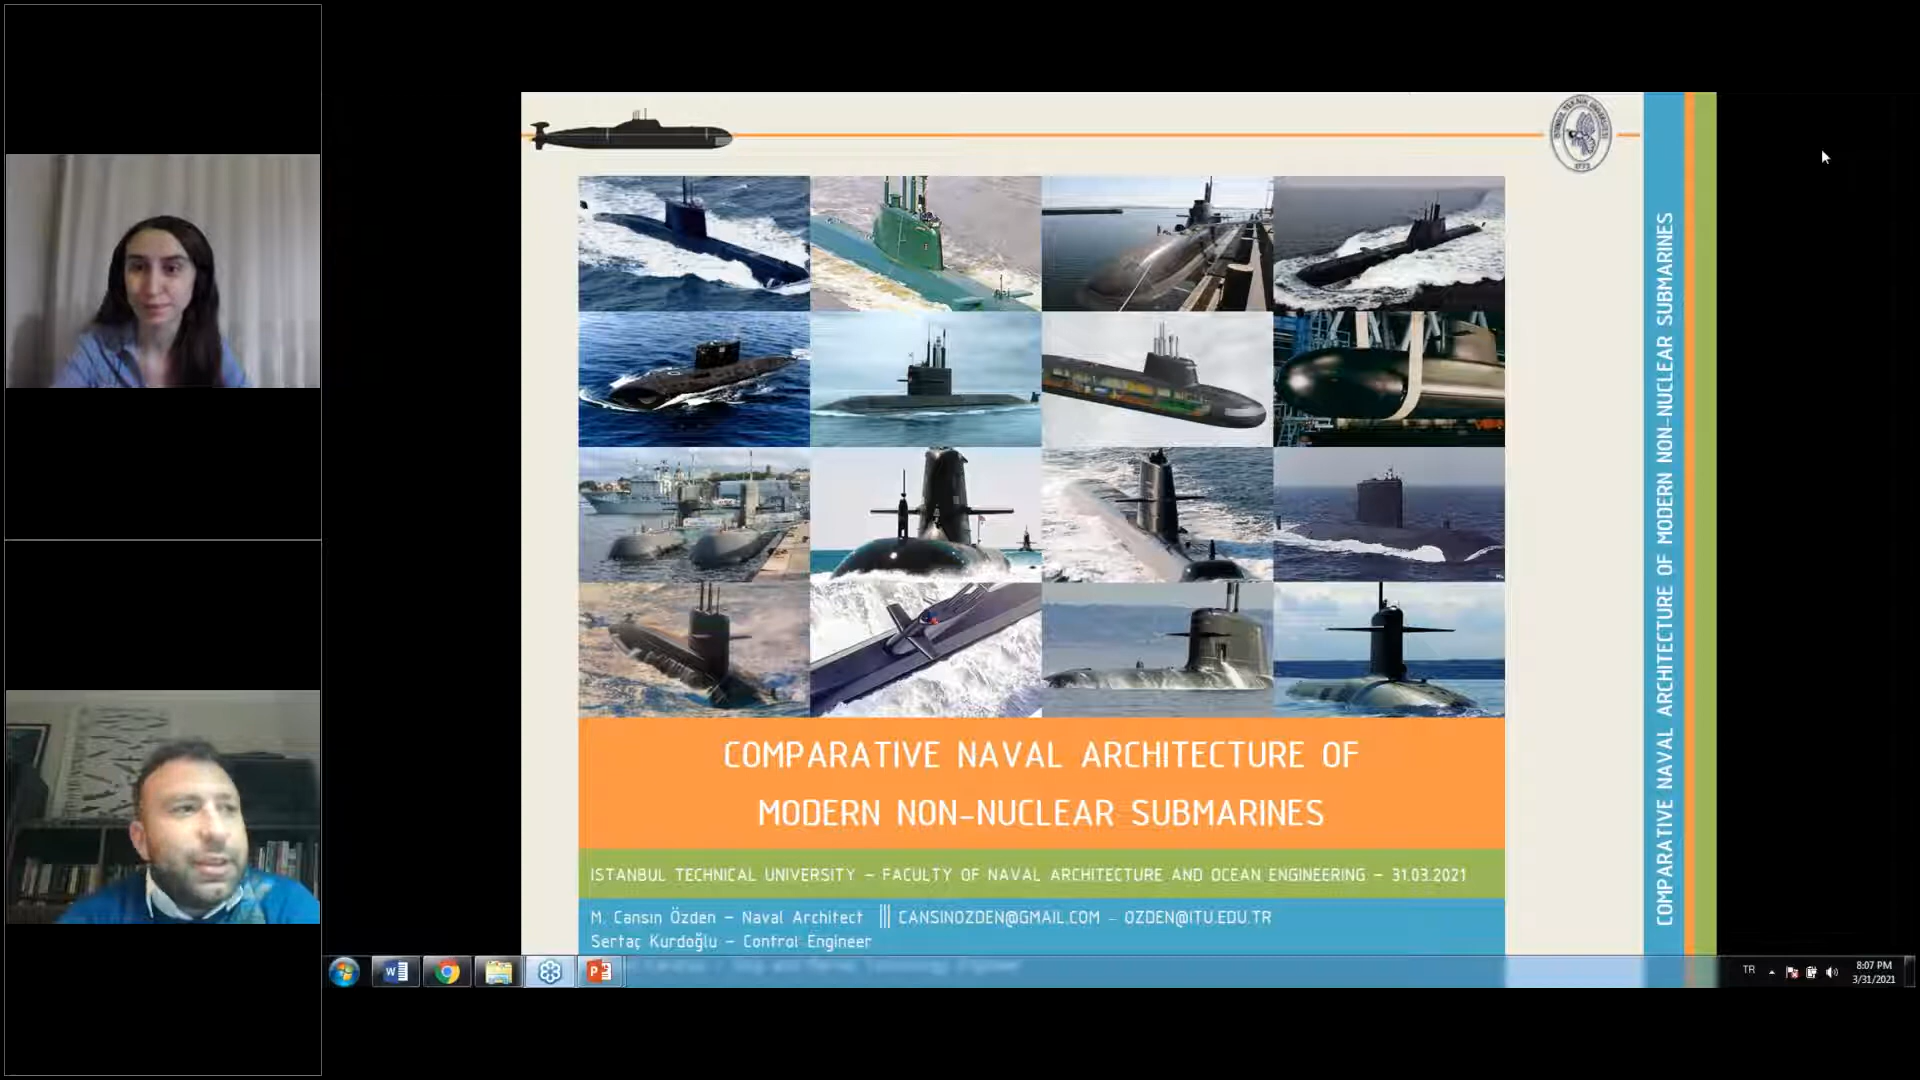 COMPARATIVE NAVAL ARCHITECTURE OF
MODERN NON-NUCLEAR SUBMARINES
ISTANBUL TECHNICAL UNIVERSITY - FACULTY OF NAVAL ARCHITECTURE AND OCEAN ENGINEERING - 31.03.2021
M. Cansın Özden - Naval Architect ||| CANSINOZDEN@GMAIL.COM - OZDEN@ITU.EDU.TR
Sertaç Kurdoğlu - Control Engineer
COMPARATIVE NAVAL ARCHITECTURE OF MODERN NON-NUCLEAR SUBMARINES
TR
8:07 PM
3/31/2021